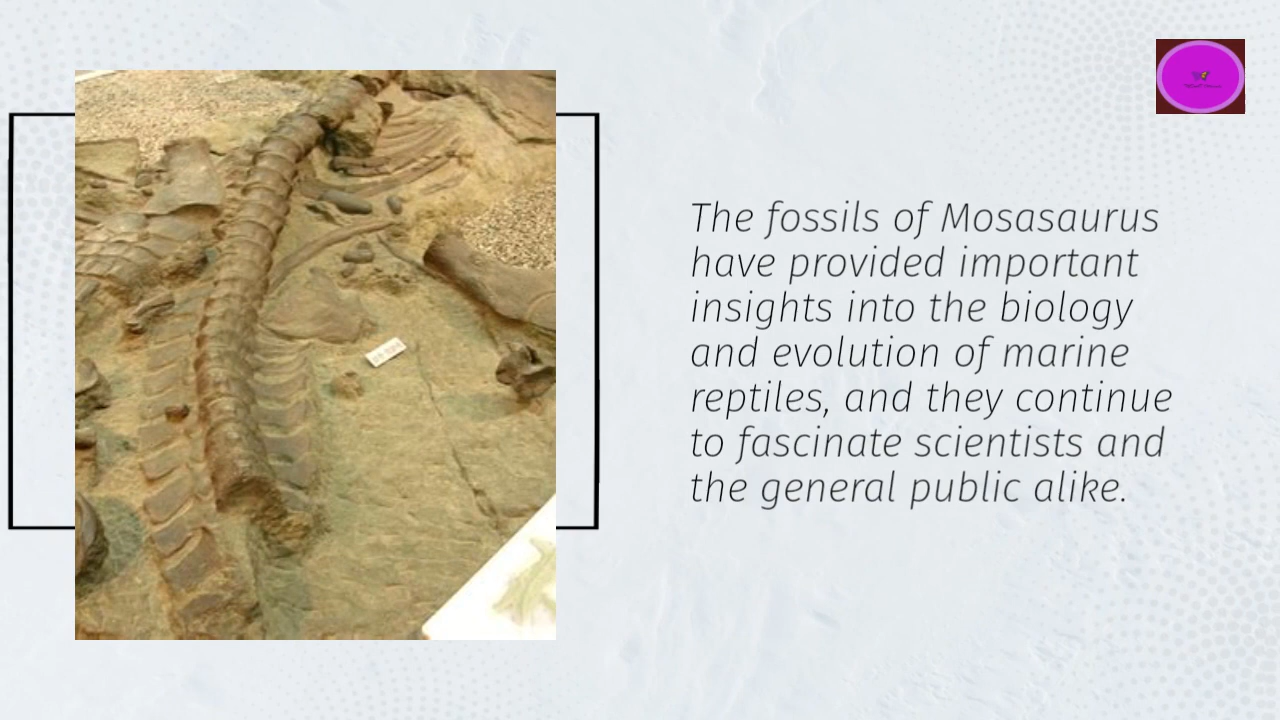 The fossils of Mosasaurus
have provided important
insights into the biology
and evolution of marine
reptiles, and they continue
to fascinate scientists and
the general public alike.